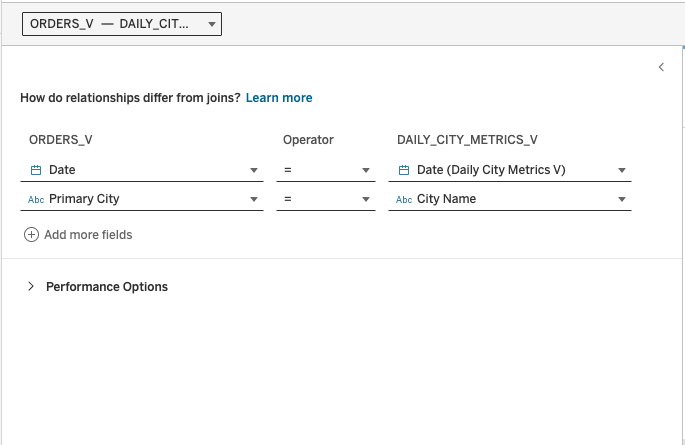 ORDERS_V — DAILY_CIT...
How do relationships differ from joins? Learn more
ORDERS_V Operator DAILY_CITY_METRICS_V
Date = Date (Daily City Metrics V)
Abc Primary City = Abc City Name
Add more fields
Performance Options